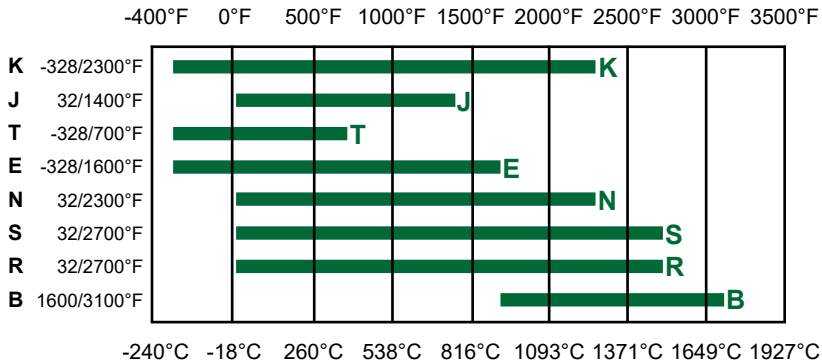 -400°F 0°F 500°F 1000°F 1500°F 2000°F 2500°F 3000°F 3500°F
K -328/2300°F K
J 32/1400°F J
T -328/700°F T
E -328/1600°F E
N 32/2300°F N
S 32/2700°F S
R 32/2700°F R
B 1600/3100°F B
-240°C -18°C 260°C 538°C 816°C 1093°C 1371°C 1649°C 1927°C